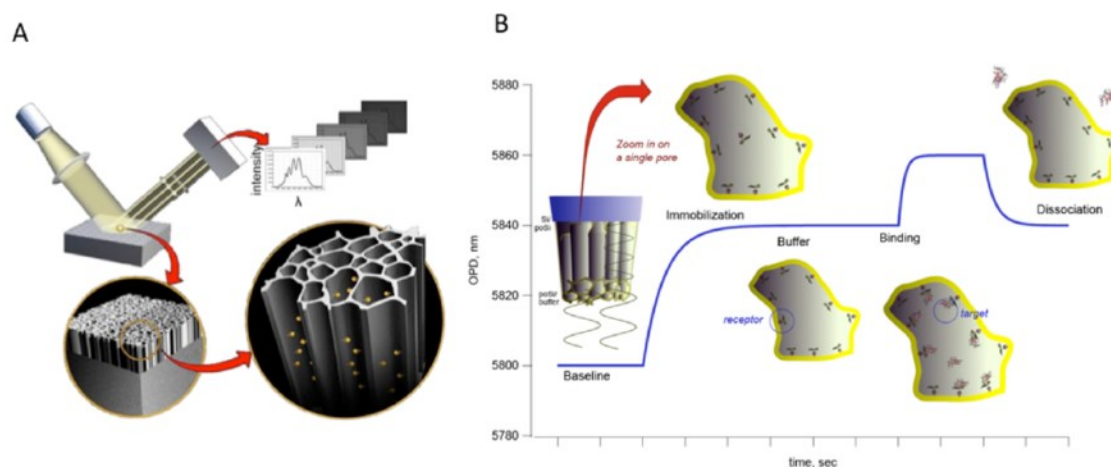 A
intensity
λ
B
OPD, nm
5880
5860
5840
5820
5800
5780
Zoom in on
a single pore
Immobilization
Buffer
Binding
Dissociation
receptor
target
buffer
Baseline
time, sec